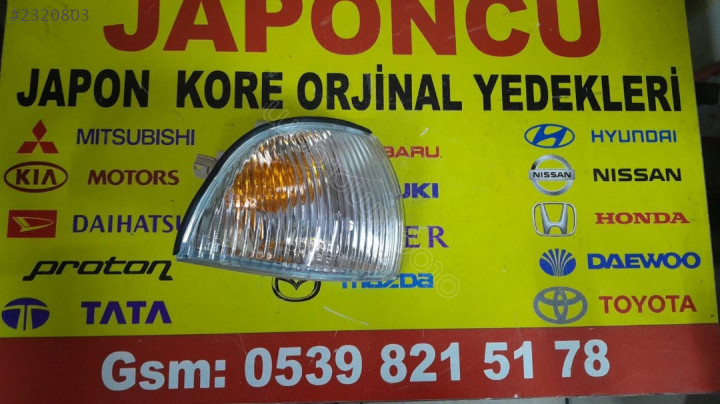 #2320803
JAPONCU
JAPON KORE ORJİNAL YEDEKLERİ
MITSUBISHI
HYUNDAI
KIA MOTORS
NISSAN
DAIHATSU
HONDA
proton
DAEWOO
mazda
TATA
TOYOTA
Gsm: 0539 821 51 78